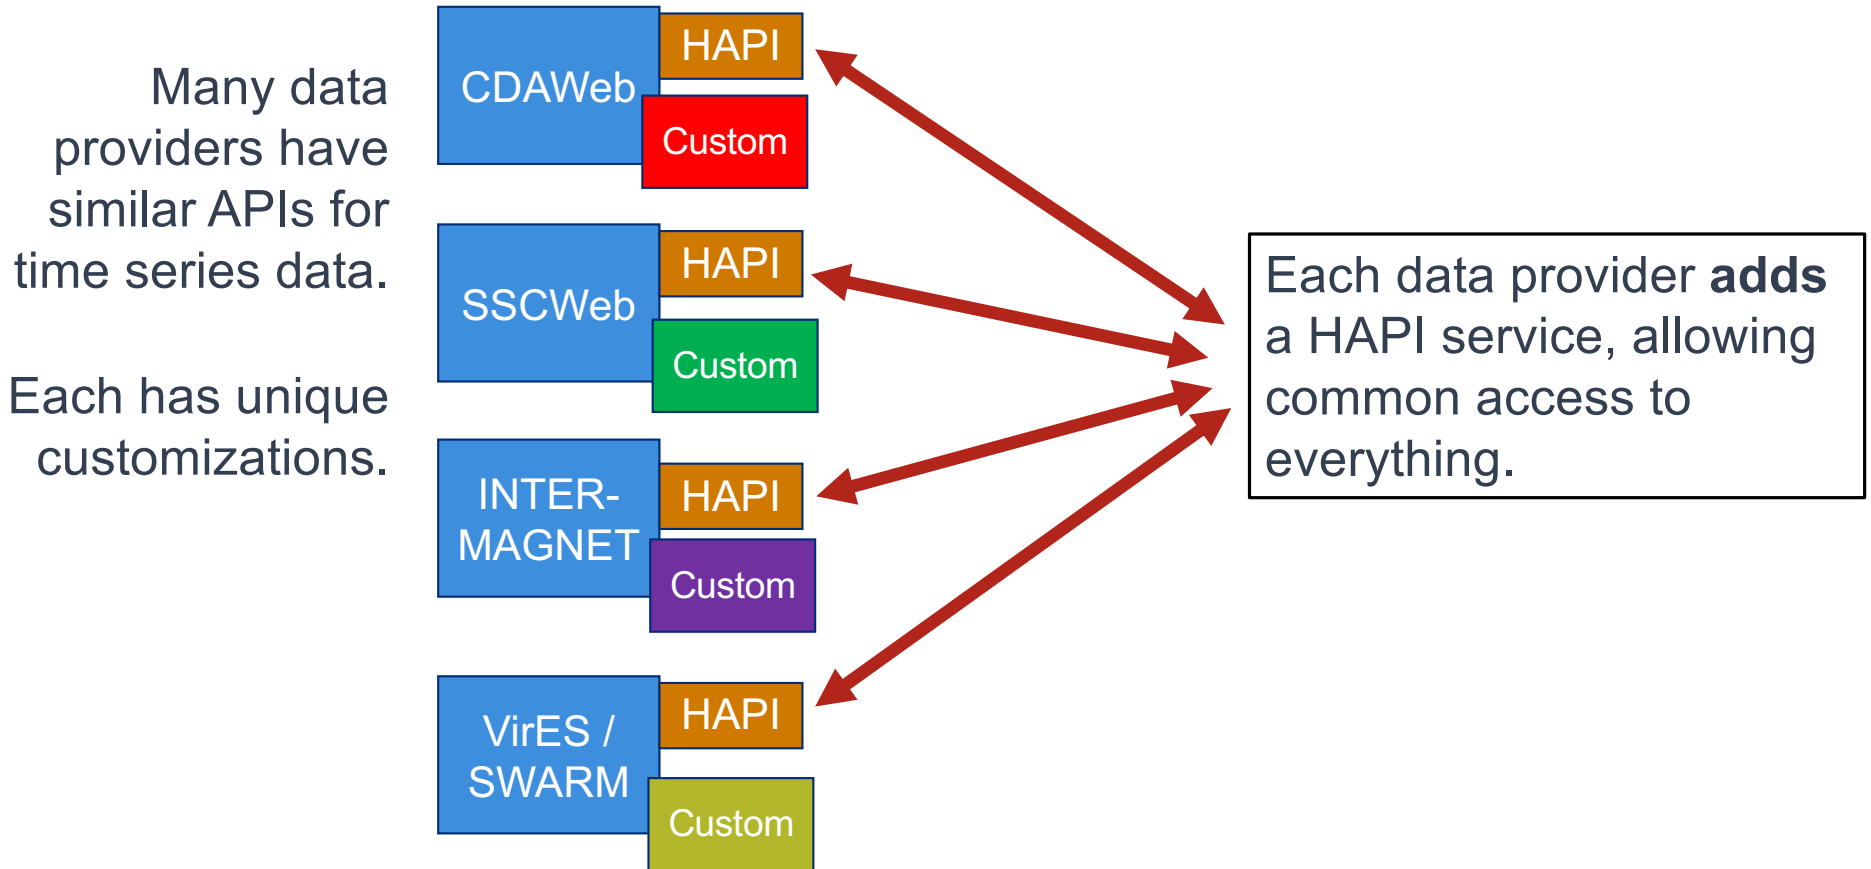 Many data
providers have
similar APIs for
time series data.
Each has unique
customizations.
CDAWeb
HAPI
Custom
SSCWeb
HAPI
Custom
INTER-
MAGNET
HAPI
Custom
VirES /
SWARM
HAPI
Custom
Each data provider adds
a HAPI service, allowing
common access to
everything.